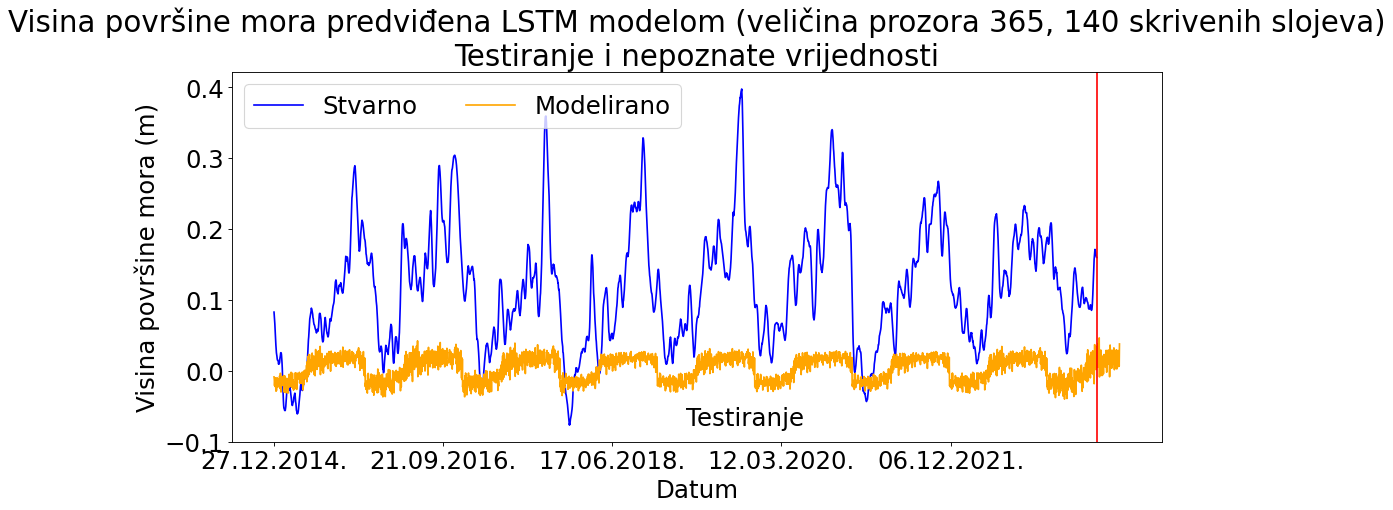 Visina površine mora predviđena LSTM modelom (veličina prozora 365, 140 skrivenih slojeva)
Testiranje i nepoznate vrijednosti
Stvarno
Modelirano
Visina površine mora (m)
0.4
0.3
0.2
0.1
0.0
−0.1
Testiranje
27.12.2014.
21.09.2016.
17.06.2018.
12.03.2020.
06.12.2021.
Datum